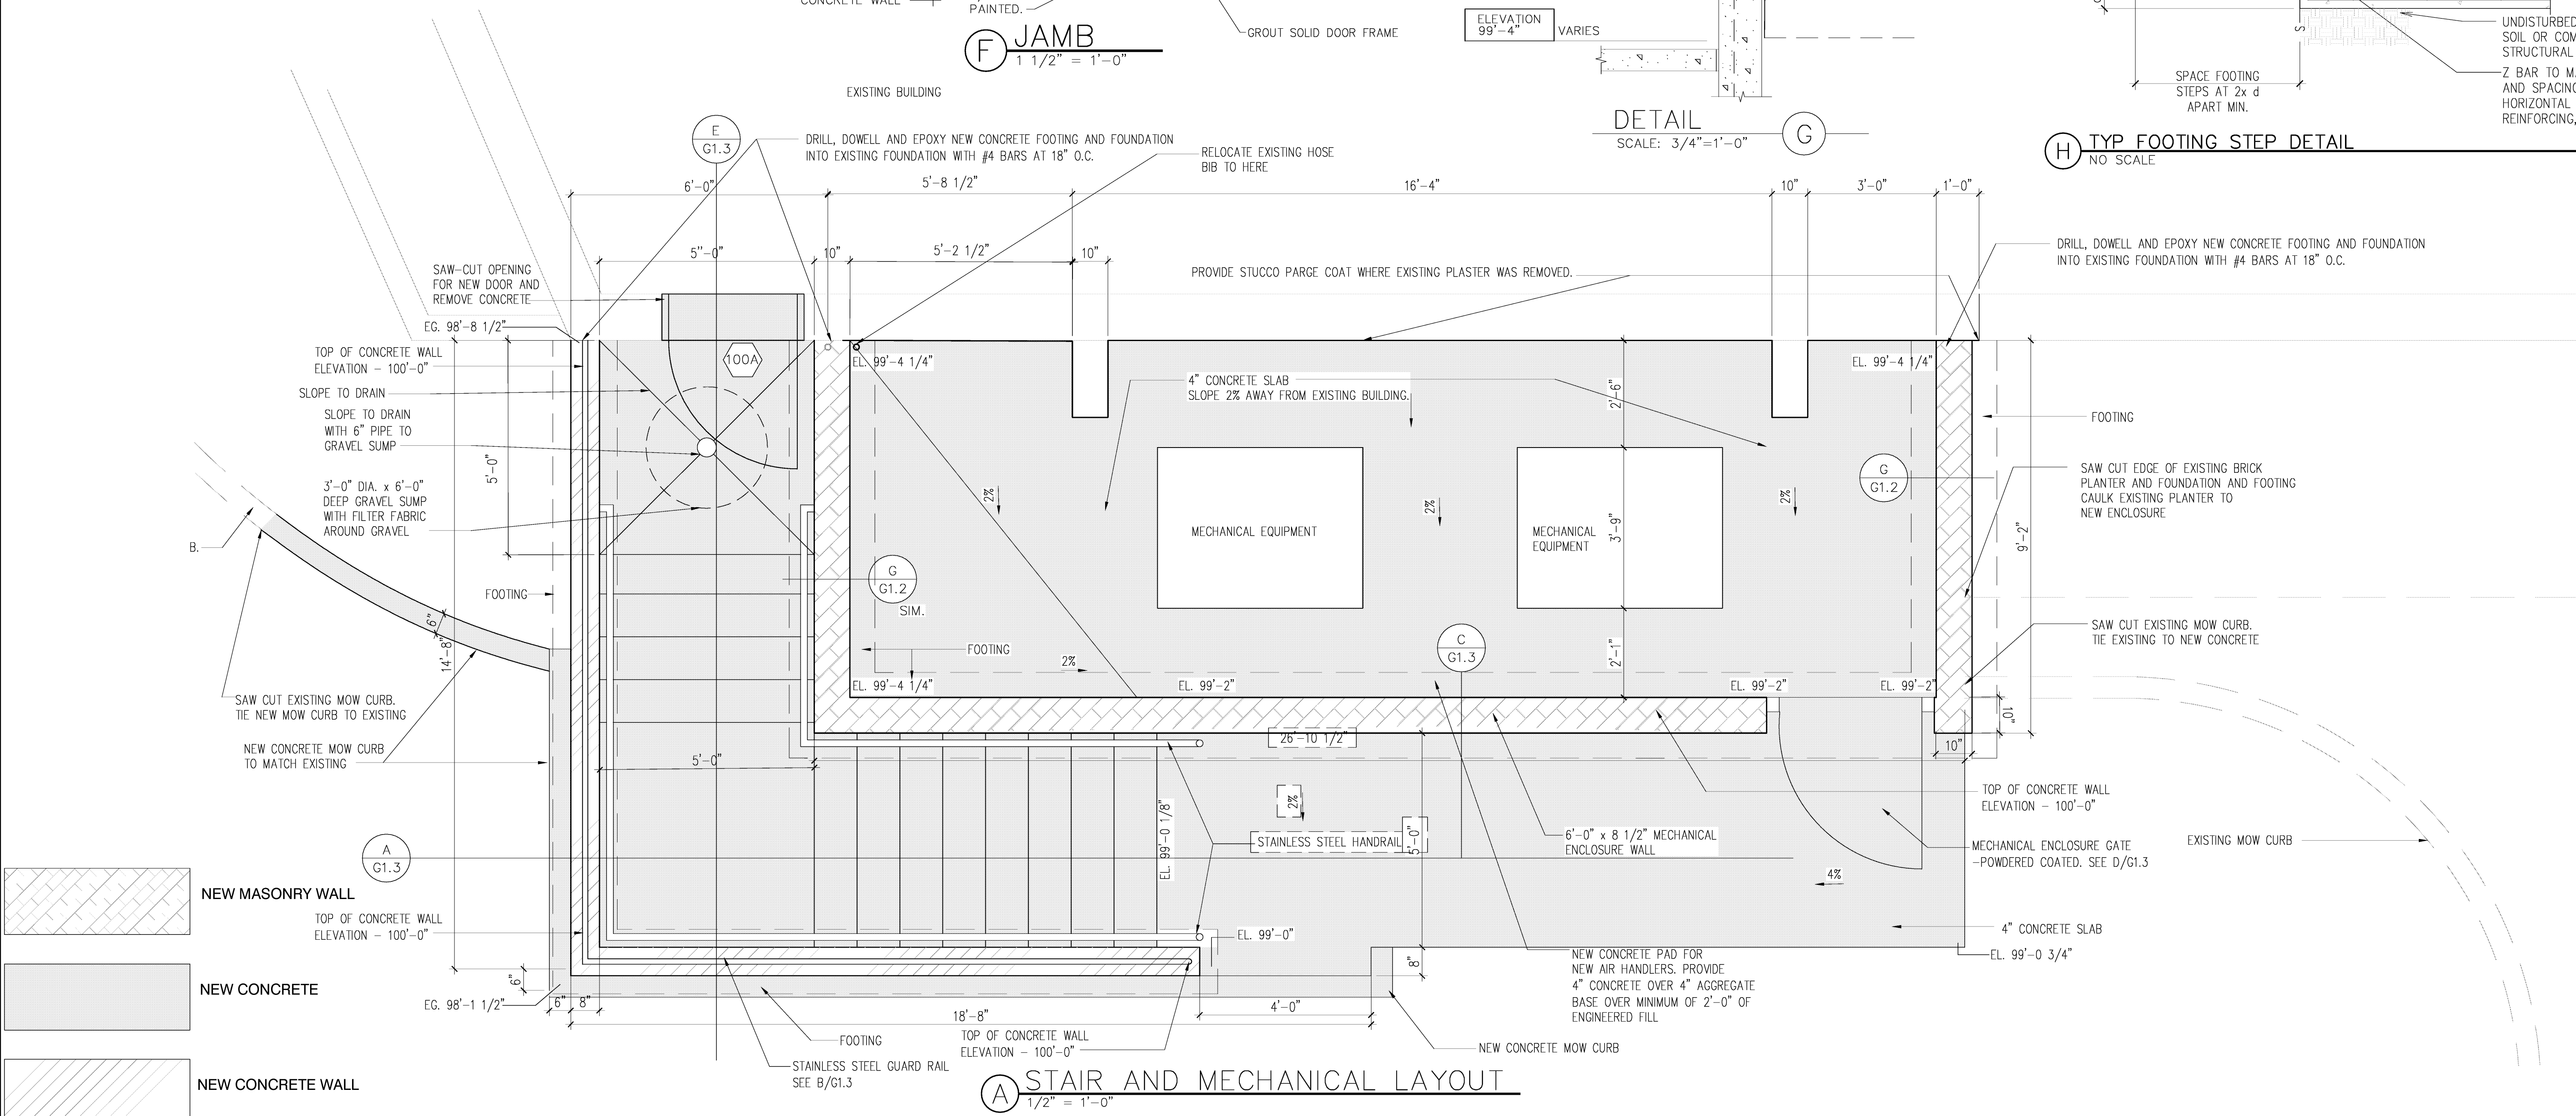 CONCRETE WALL
PAINTED.
GROUT SOLID DOOR FRAME
F
JAMB
1 1/2" = 1'-0"
ELEVATION
99'-4"
VARIES
DETAIL
SCALE: 3/4"=1'-0"
G
SPACE FOOTING
STEPS AT 2x d
APART MIN.
S
UNDISTURBED
SOIL OR COM
STRUCTURAL
Z BAR TO M
AND SPACING
HORIZONTAL
REINFORCING,
H
TYP FOOTING STEP DETAIL
NO SCALE
EXISTING BUILDING
E
G1.3
DRILL, DOWELL AND EPOXY NEW CONCRETE FOOTING AND FOUNDATION
INTO EXISTING FOUNDATION WITH #4 BARS AT 18" O.C.
RELOCATE EXISTING HOSE
BIB TO HERE
6'-0"
5'-8 1/2"
16'-4"
10"
3'-0"
1'-0"
5"-0"
10"
5'-2 1/2"
10"
PROVIDE STUCCO PARGE COAT WHERE EXISTING PLASTER WAS REMOVED.
DRILL, DOWELL AND EPOXY NEW CONCRETE FOOTING AND FOUNDATION
INTO EXISTING FOUNDATION WITH #4 BARS AT 18" O.C.
SAW-CUT OPENING
FOR NEW DOOR AND
REMOVE CONCRETE
EG. 98'-8 1/2"
TOP OF CONCRETE WALL
ELEVATION - 100'-0"
SLOPE TO DRAIN
SLOPE TO DRAIN
WITH 6" PIPE TO
GRAVEL SUMP
3'-0" DIA. x 6'-0"
DEEP GRAVEL SUMP
WITH FILTER FABRIC
AROUND GRAVEL
5'-0"
100A
EL. 99'-4 1/4"
4" CONCRETE SLAB
SLOPE 2% AWAY FROM EXISTING BUILDING.
2'-6"
EL. 99'-4 1/4"
FOOTING
G
G1.2
SAW CUT EDGE OF EXISTING BRICK
PLANTER AND FOUNDATION AND FOOTING
CAULK EXISTING PLANTER TO
NEW ENCLOSURE
2%
2%
2%
MECHANICAL EQUIPMENT
MECHANICAL
EQUIPMENT
3'-9"
9'-2"
B.
G
G1.2
SIM.
FOOTING
6"
14'-8"
FOOTING
C
G1.3
2'-1"
SAW CUT EXISTING MOW CURB.
TIE EXISTING TO NEW CONCRETE
2%
EL. 99'-4 1/4"
EL. 99'-2"
EL. 99'-2"
EL. 99'-2"
SAW CUT EXISTING MOW CURB.
TIE NEW MOW CURB TO EXISTING
NEW CONCRETE MOW CURB
TO MATCH EXISTING
5'-0"
26'-10 1/2"
10"
10"
2%
EL. 99'-0 1/8"
STAINLESS STEEL HANDRAIL
5'-0"
6'-0" x 8 1/2" MECHANICAL
ENCLOSURE WALL
TOP OF CONCRETE WALL
ELEVATION - 100'-0"
MECHANICAL ENCLOSURE GATE
-POWDERED COATED. SEE D/G1.3
EXISTING MOW CURB
4%
A
G1.3
NEW MASONRY WALL
TOP OF CONCRETE WALL
ELEVATION - 100'-0"
EL. 99'-0"
8"
4" CONCRETE SLAB
EL. 99'-0 3/4"
NEW CONCRETE PAD FOR
NEW AIR HANDLERS. PROVIDE
4" CONCRETE OVER 4" AGGREGATE
BASE OVER MINIMUM OF 2'-0" OF
ENGINEERED FILL
NEW CONCRETE
6"
EG. 98'-1 1/2"
6"
8"
18'-8"
4'-0"
FOOTING
TOP OF CONCRETE WALL
ELEVATION - 100'-0"
NEW CONCRETE MOW CURB
STAINLESS STEEL GUARD RAIL
SEE B/G1.3
NEW CONCRETE WALL
A
STAIR AND MECHANICAL LAYOUT
1/2" = 1'-0"